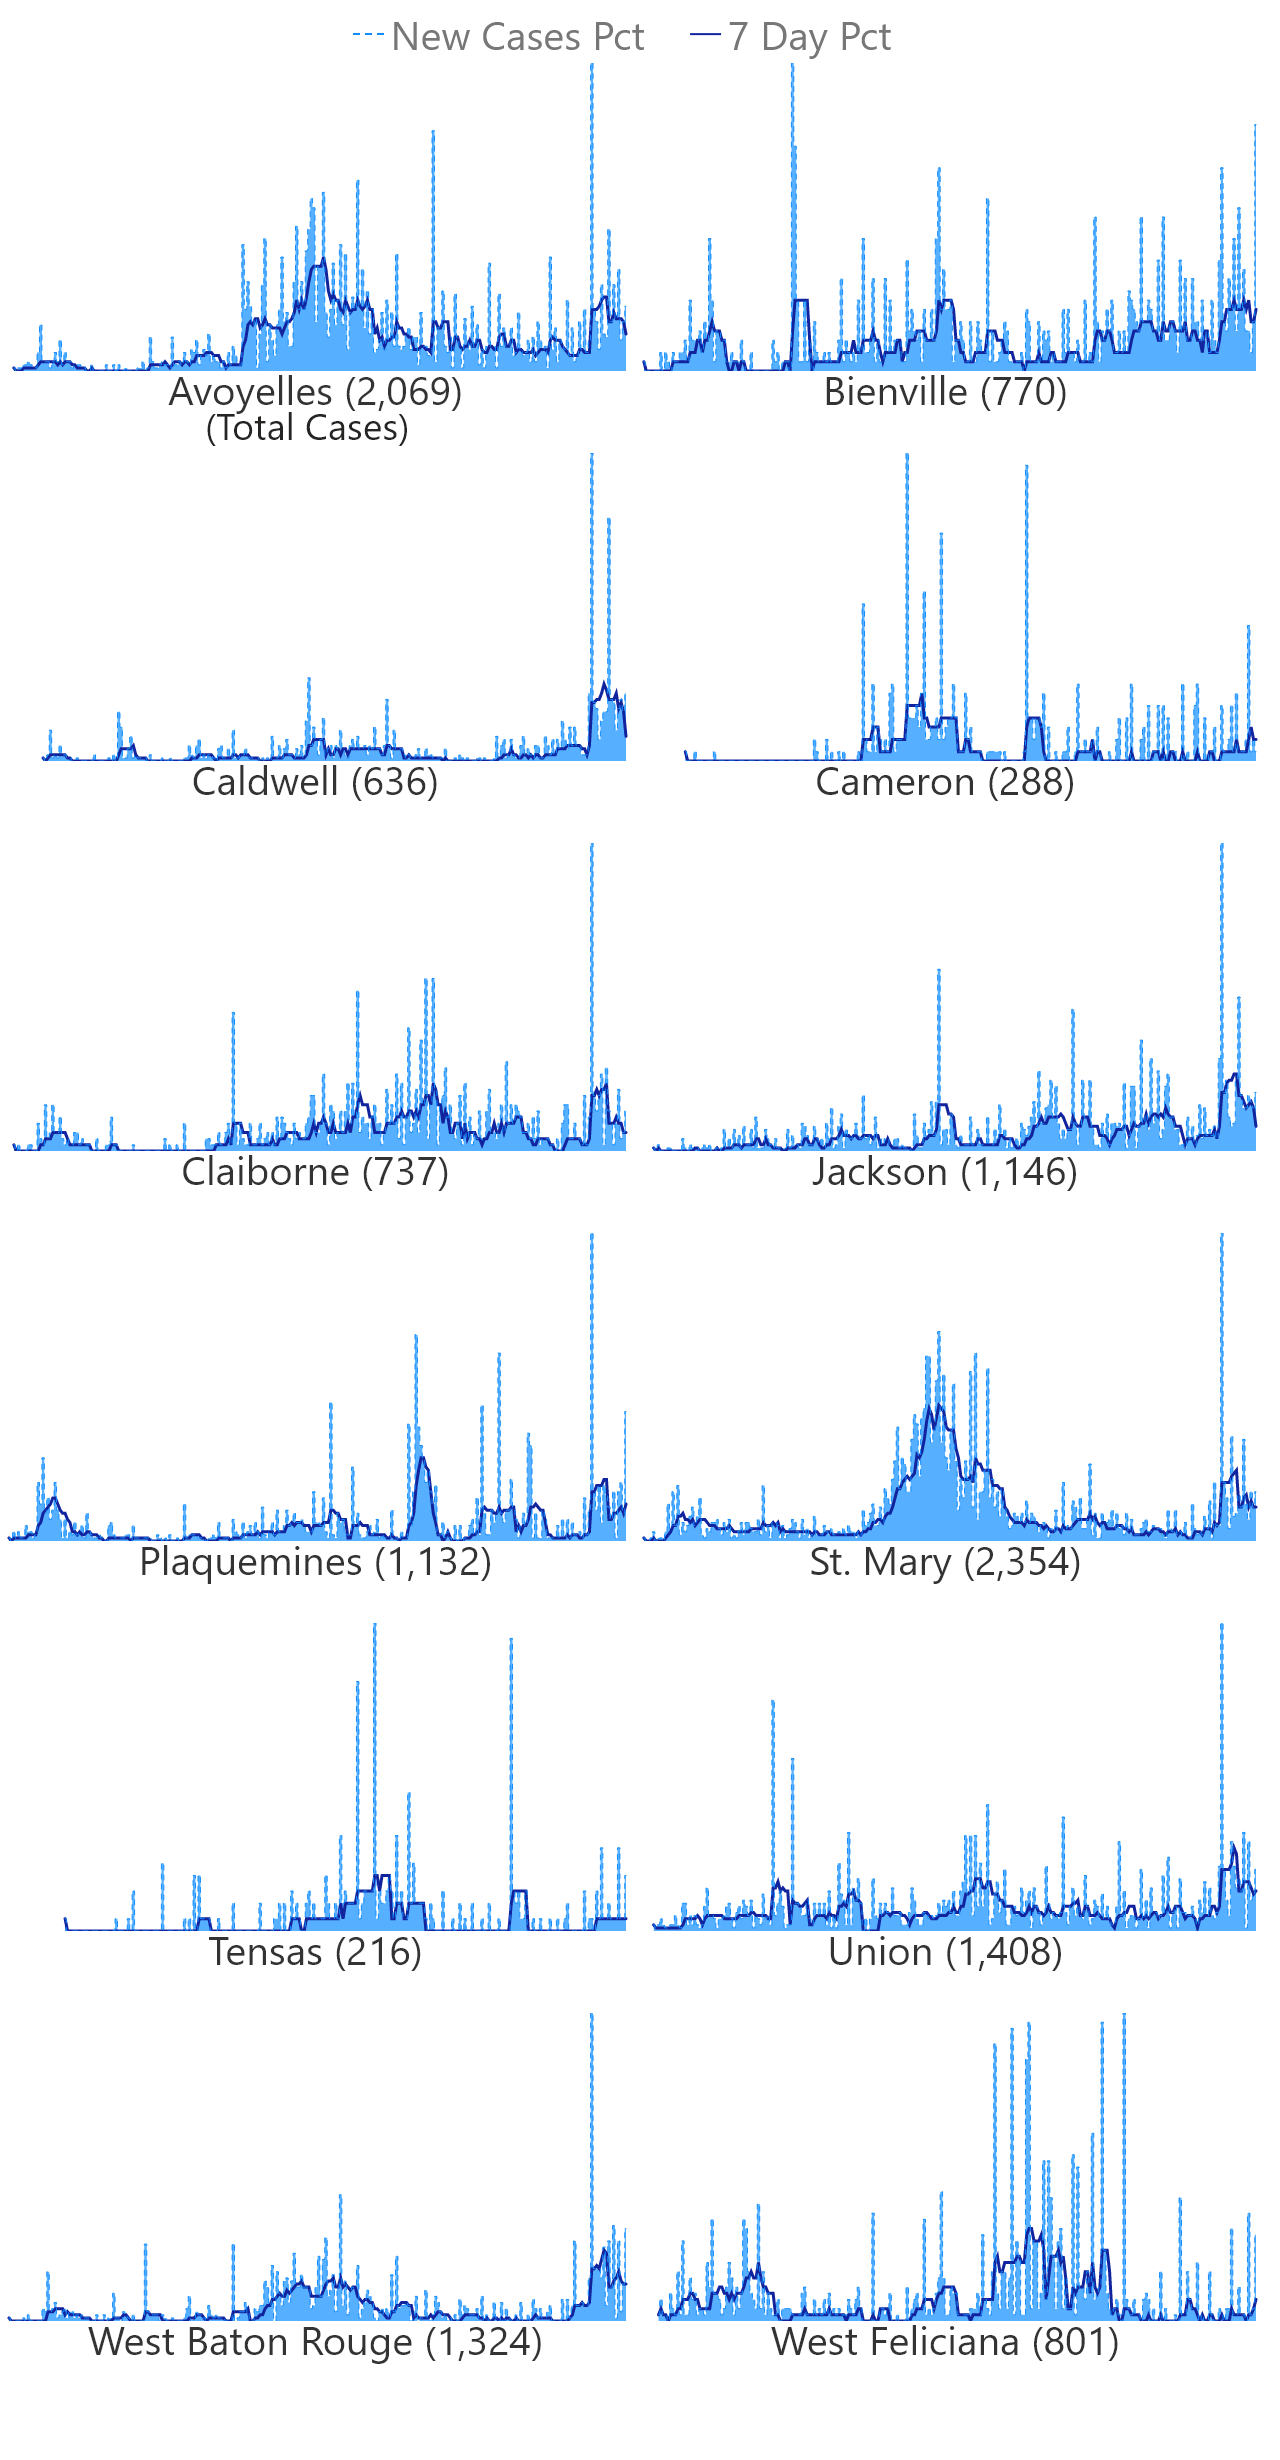 New Cases Pct 7 Day Pct
Avoyelles (2,069) Bienville (770)
(Total Cases)
Caldwell (636) Cameron (288)
Claiborne (737) Jackson (1,146)
Plaquemines (1,132) St. Mary (2,354)
Tensas (216) Union (1,408)
West Baton Rouge (1,324) West Feliciana (801)